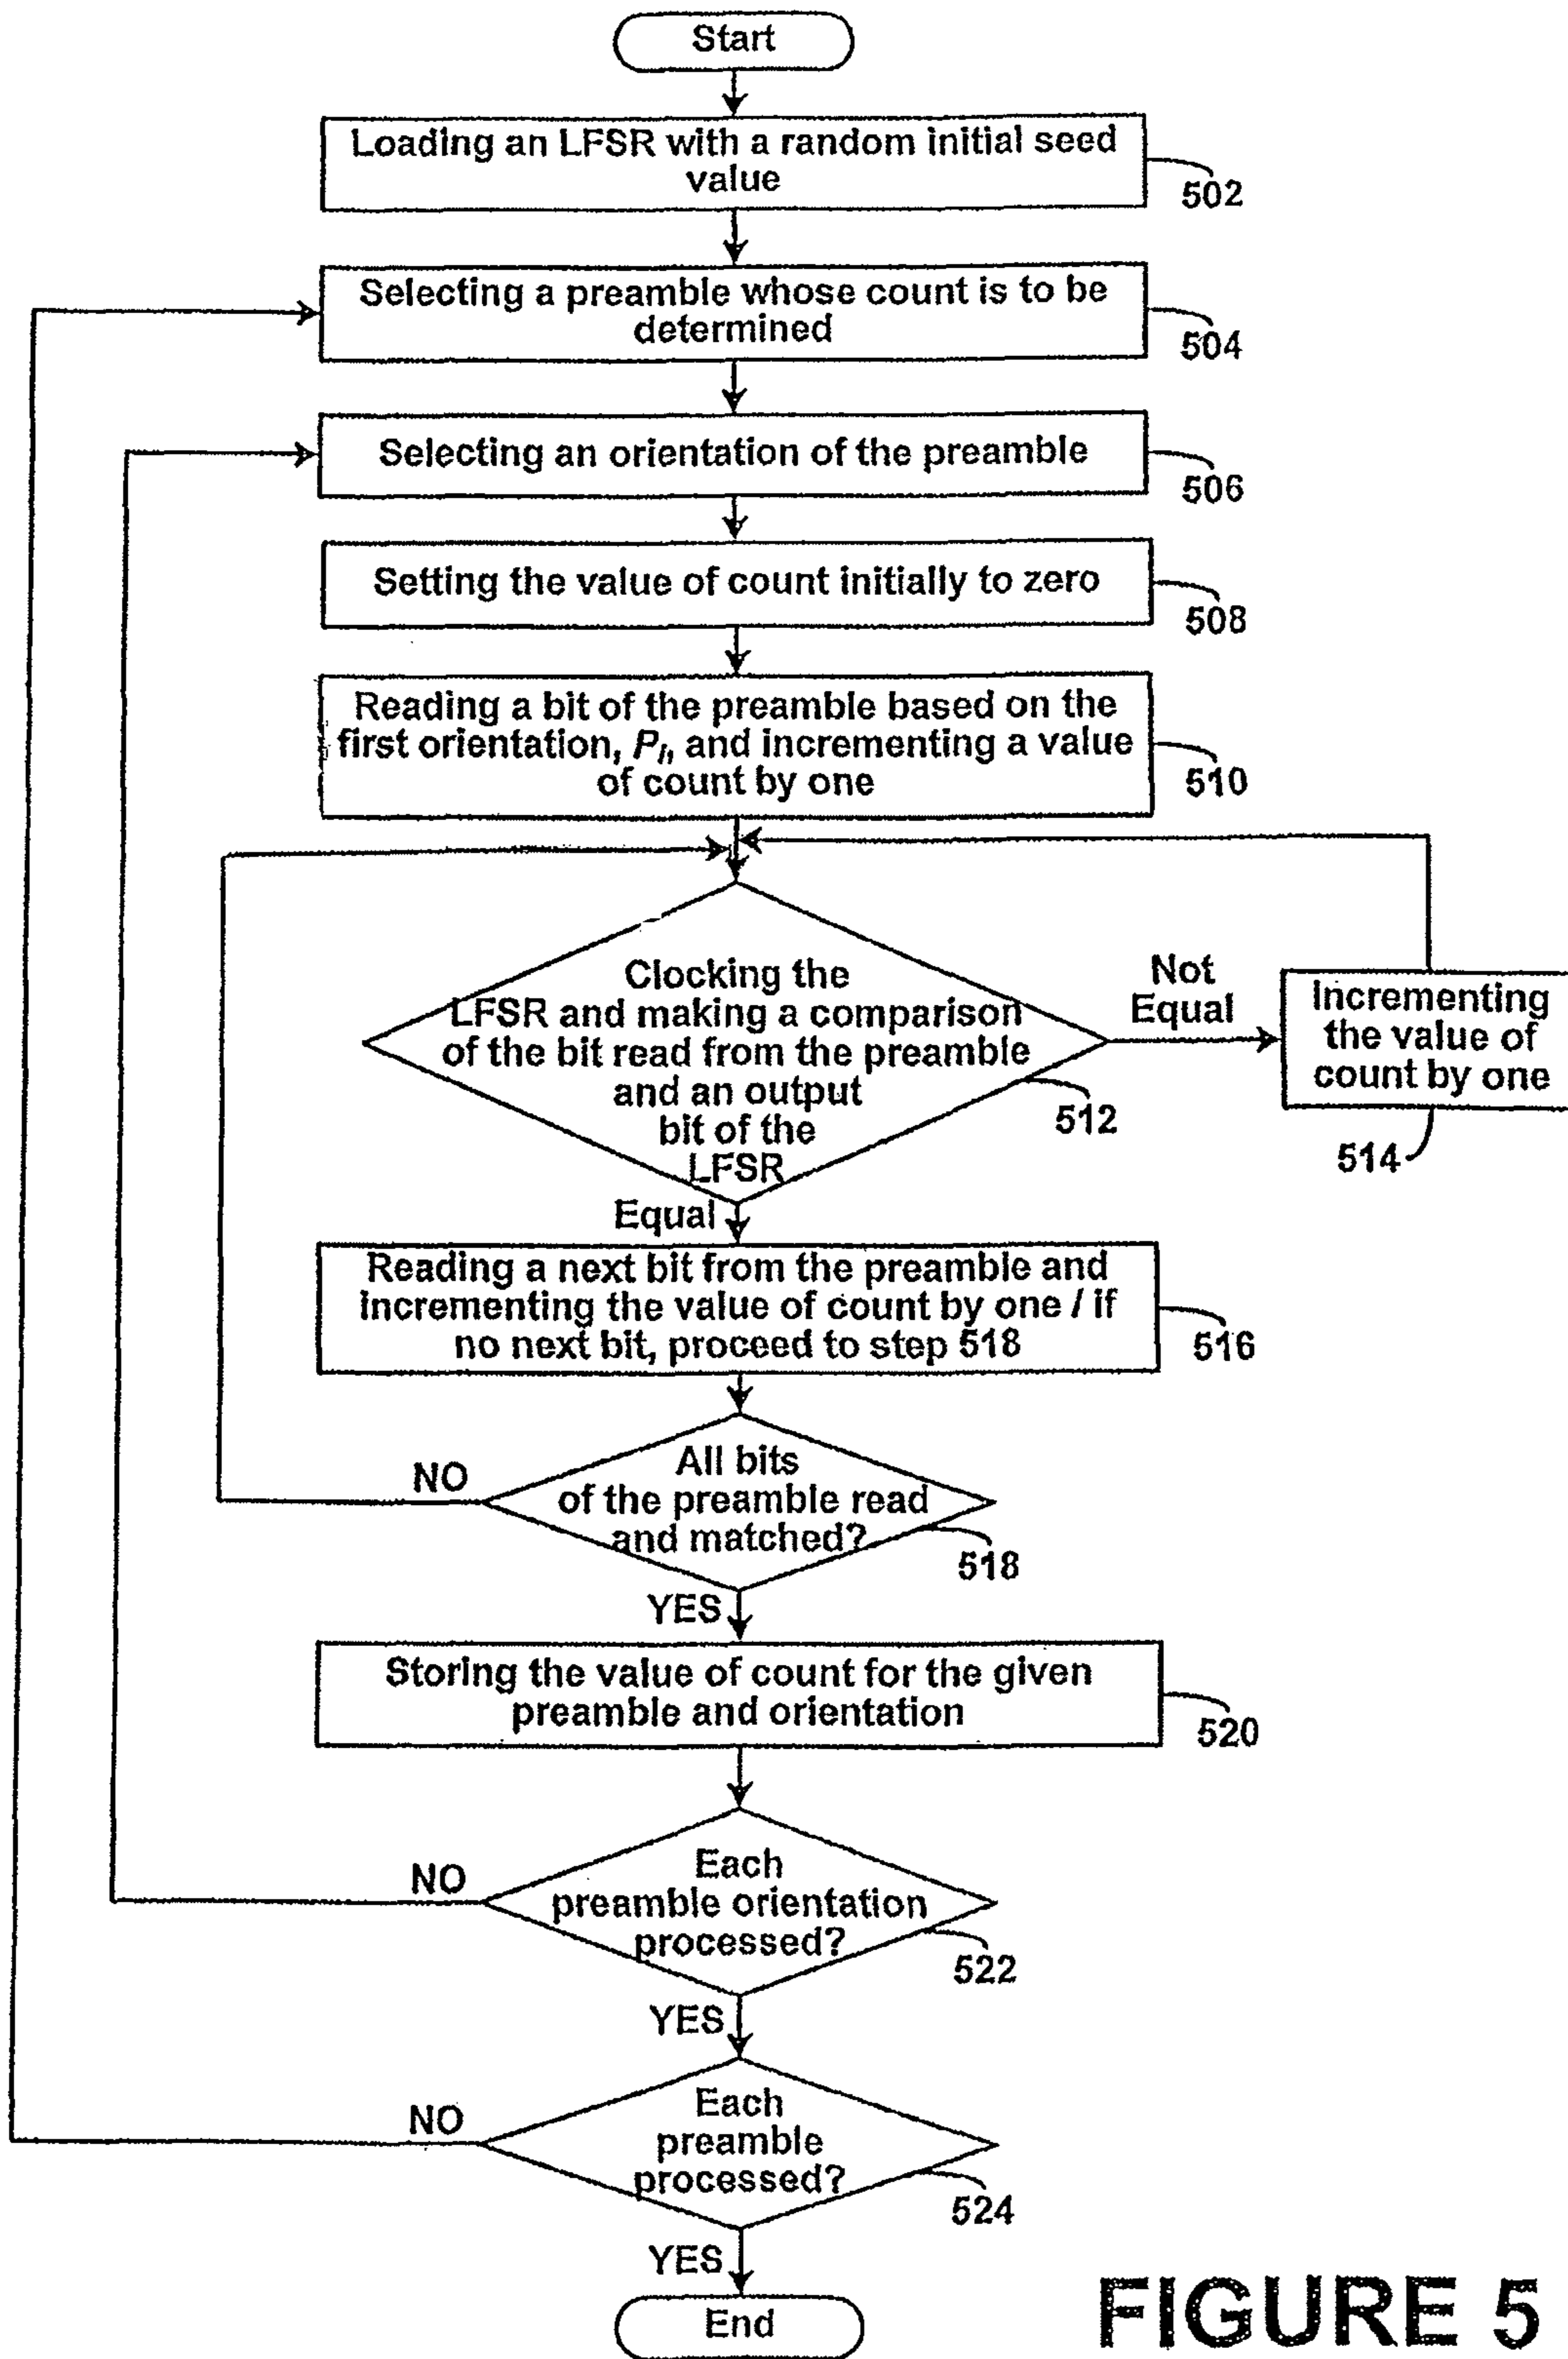 Start
Loading an LFSR with a random initial seed
value
502
Selecting a preamble whose count is to be
determined
504
Selecting an orientation of the preamble
506
Setting the value of count initially to zero
508
Reading a bit of the preamble based on the
first orientation, Pi, and incrementing a value
of count by one
510
Clocking the
LFSR and making a comparison
of the bit read from the preamble
and an output
bit of the
LFSR
512
Not
Equal
Incrementing
the value of
count by one
514
Equal
Reading a next bit from the preamble and
incrementing the value of count by one / if
no next bit, proceed to step 518
516
All bits
of the preamble read
and matched?
518
NO
YES
Storing the value of count for the given
preamble and orientation
520
Each
preamble orientation
processed?
522
NO
YES
Each
preamble
processed?
524
NO
YES
End
FIGURE 5